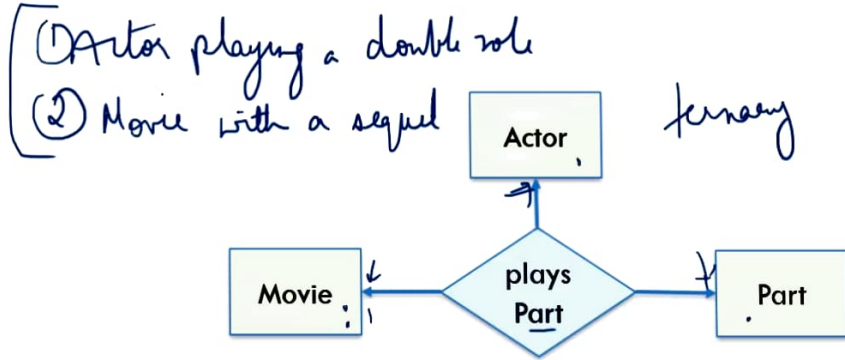 ① Actor playing a double role
② Movie with a sequel
ternary
Actor
Movie
plays
Part
Part